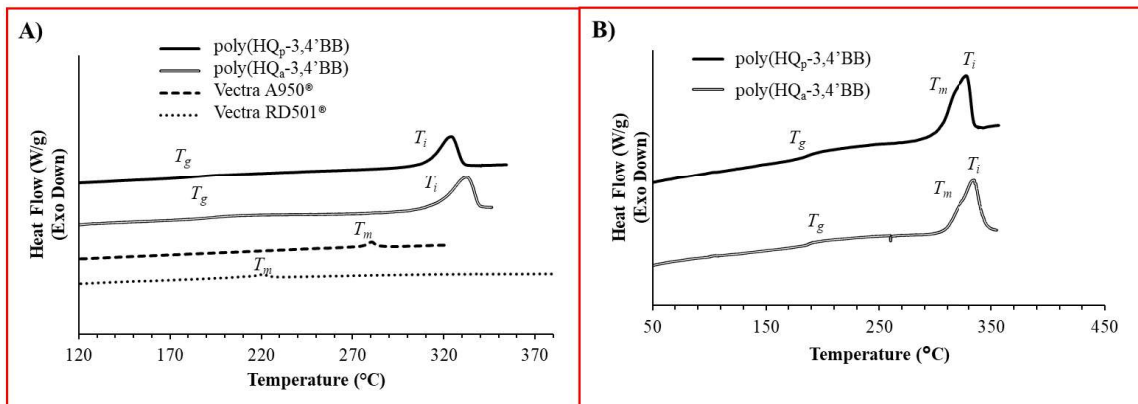 A)
poly(HQp-3,4’BB)
poly(HQa-3,4’BB)
Vectra A950®
Vectra RD501®
Ti
Tg
Ti
Tg
Tm
Tm
Heat Flow (W/g)
(Exo Down)
120 170 220 270 320 370
Temperature (°C)
B)
poly(HQp-3,4’BB)
poly(HQa-3,4’BB)
Ti
Tm
Tg
Ti
Tm
Tg
Heat Flow (W/g)
(Exo Down)
50 150 250 350 450
Temperature (°C)